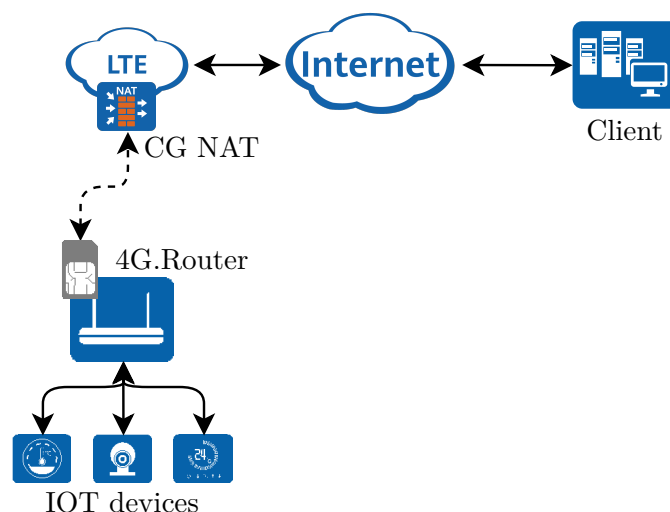 LTE
Internet
NAT
CG NAT
Client
4G.Router
°C
24
IOT devices